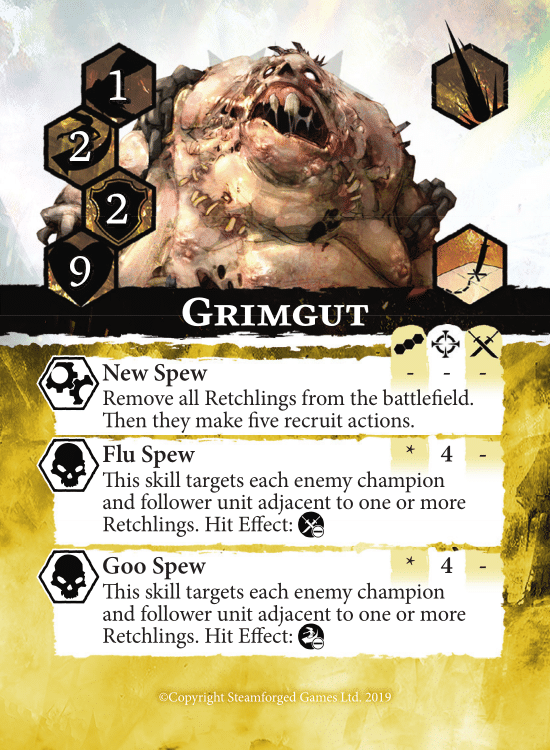 1
2
2
9
GRIMGUT
New Spew - - -
Remove all Retchlings from the battlefield.
Then they make five recruit actions.
Flu Spew * 4 -
This skill targets each enemy champion
and follower unit adjacent to one or more
Retchlings. Hit Effect:
Goo Spew * 4 -
This skill targets each enemy champion
and follower unit adjacent to one or more
Retchlings. Hit Effect:
©Copyright Steamforged Games Ltd. 2019